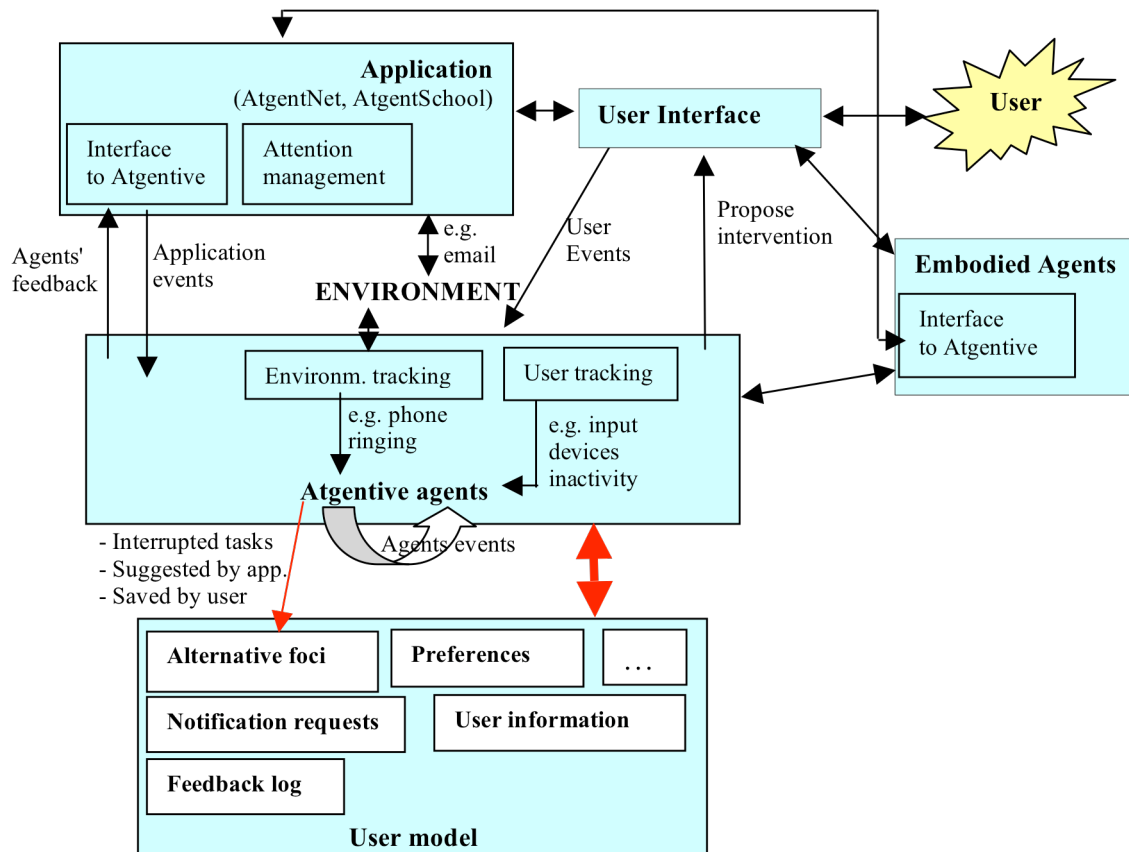 Application
(AtgentNet, AtgentSchool)
Interface
to Atgentive
Attention
management
User Interface
User
Agents'
feedback
Application
events
e.g.
email
User
Events
Propose
intervention
ENVIRONMENT
Embodied Agents
Interface
to Atgentive
Environm. tracking
User tracking
e.g. phone
ringing
e.g. input
devices
inactivity
Atgentive agents
Agents events
- Interrupted tasks
- Suggested by app.
- Saved by user
Alternative foci
Preferences
...
Notification requests
User information
Feedback log
User model